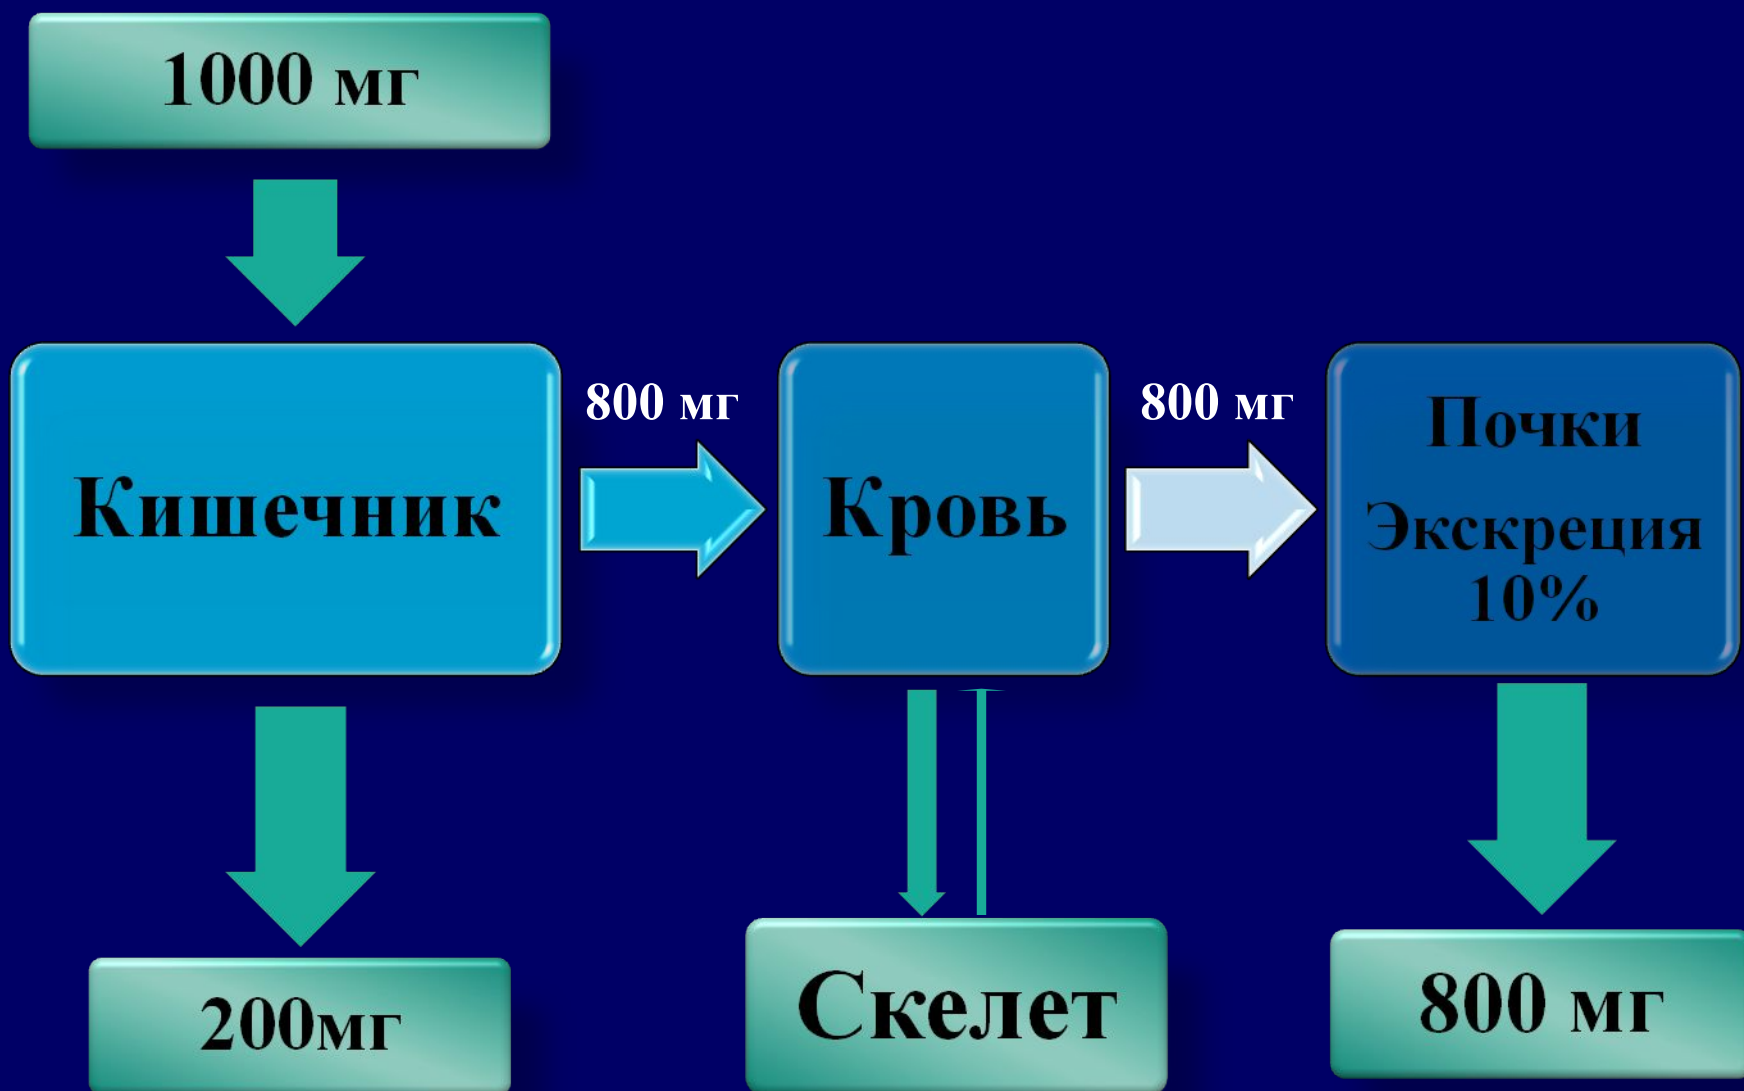 1000 мг
Кишечник
800 мг
Кровь
800 мг
Почки
Экскреция
10%
200мг
Скелет
800 мг